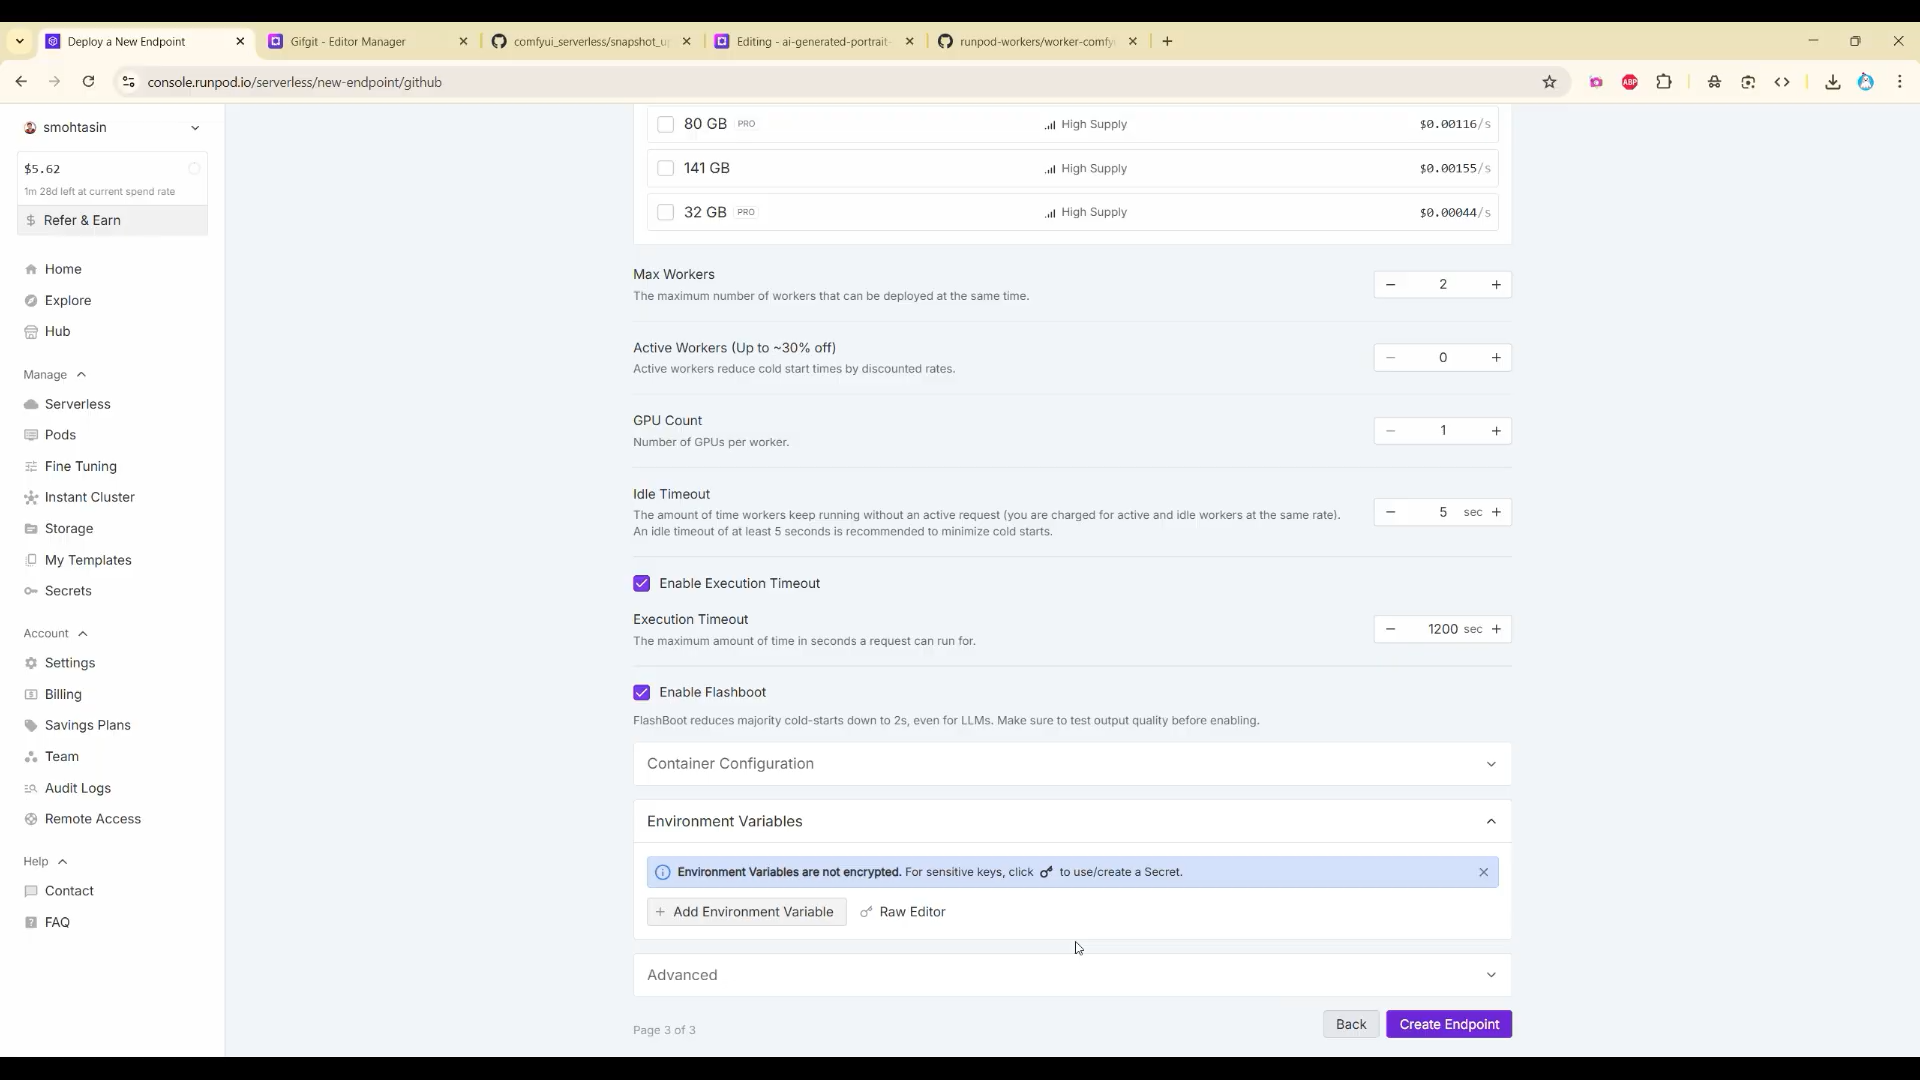 Deploy a New Endpoint
Gifgit - Editor Manager
comfyui_serverless/snapshot_u
Editing - ai-generated-portrait-
runpod-workers/worker-comfy
console.runpod.io/serverless/new-endpoint/github
ABP
smohtasin
$5.62
1m 28d left at current spend rate
$ Refer & Earn
Home
Explore
Hub
Manage
Serverless
Pods
Fine Tuning
Instant Cluster
Storage
My Templates
Secrets
Account
Settings
Billing
Savings Plans
Team
Audit Logs
Remote Access
Help
Contact
FAQ
80 GB PRO High Supply $0.00116/s
141 GB High Supply $0.00155/s
32 GB PRO High Supply $0.00044/s
Max Workers
The maximum number of workers that can be deployed at the same time.
− 2 +
Active Workers (Up to ~30% off)
Active workers reduce cold start times by discounted rates.
− 0 +
GPU Count
Number of GPUs per worker.
− 1 +
Idle Timeout
The amount of time workers keep running without an active request (you are charged for active and idle workers at the same rate).
An idle timeout of at least 5 seconds is recommended to minimize cold starts.
− 5 sec +
Enable Execution Timeout
Execution Timeout
The maximum amount of time in seconds a request can run for.
− 1200 sec +
Enable Flashboot
FlashBoot reduces majority cold-starts down to 2s, even for LLMs. Make sure to test output quality before enabling.
Container Configuration
Environment Variables
Environment Variables are not encrypted. For sensitive keys, click to use/create a Secret.
+ Add Environment Variable
Raw Editor
Advanced
Page 3 of 3
Back
Create Endpoint